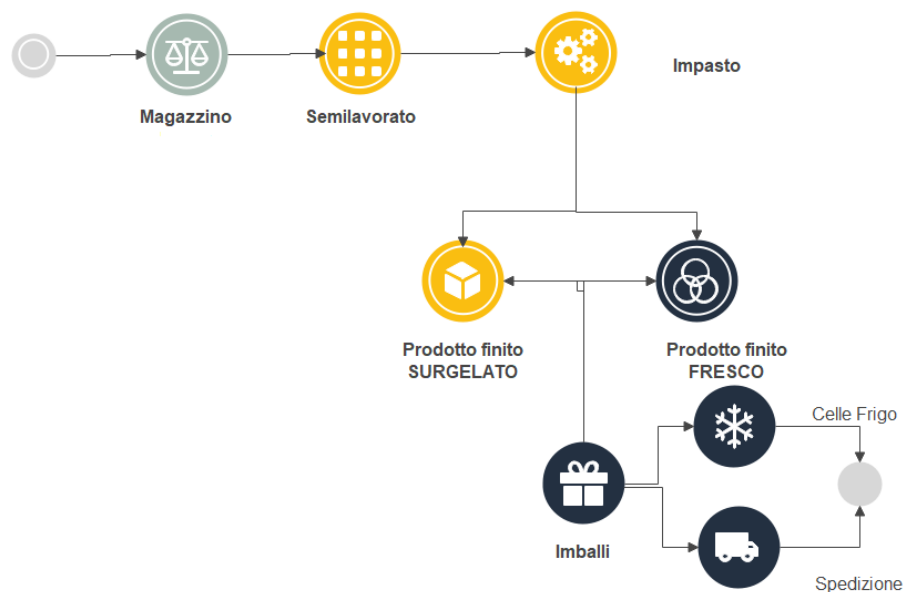 Impasto
Magazzino
Semilavorato
Prodotto finito
SURGELATO
Prodotto finito
FRESCO
Celle Frigo
Imballi
Spedizione